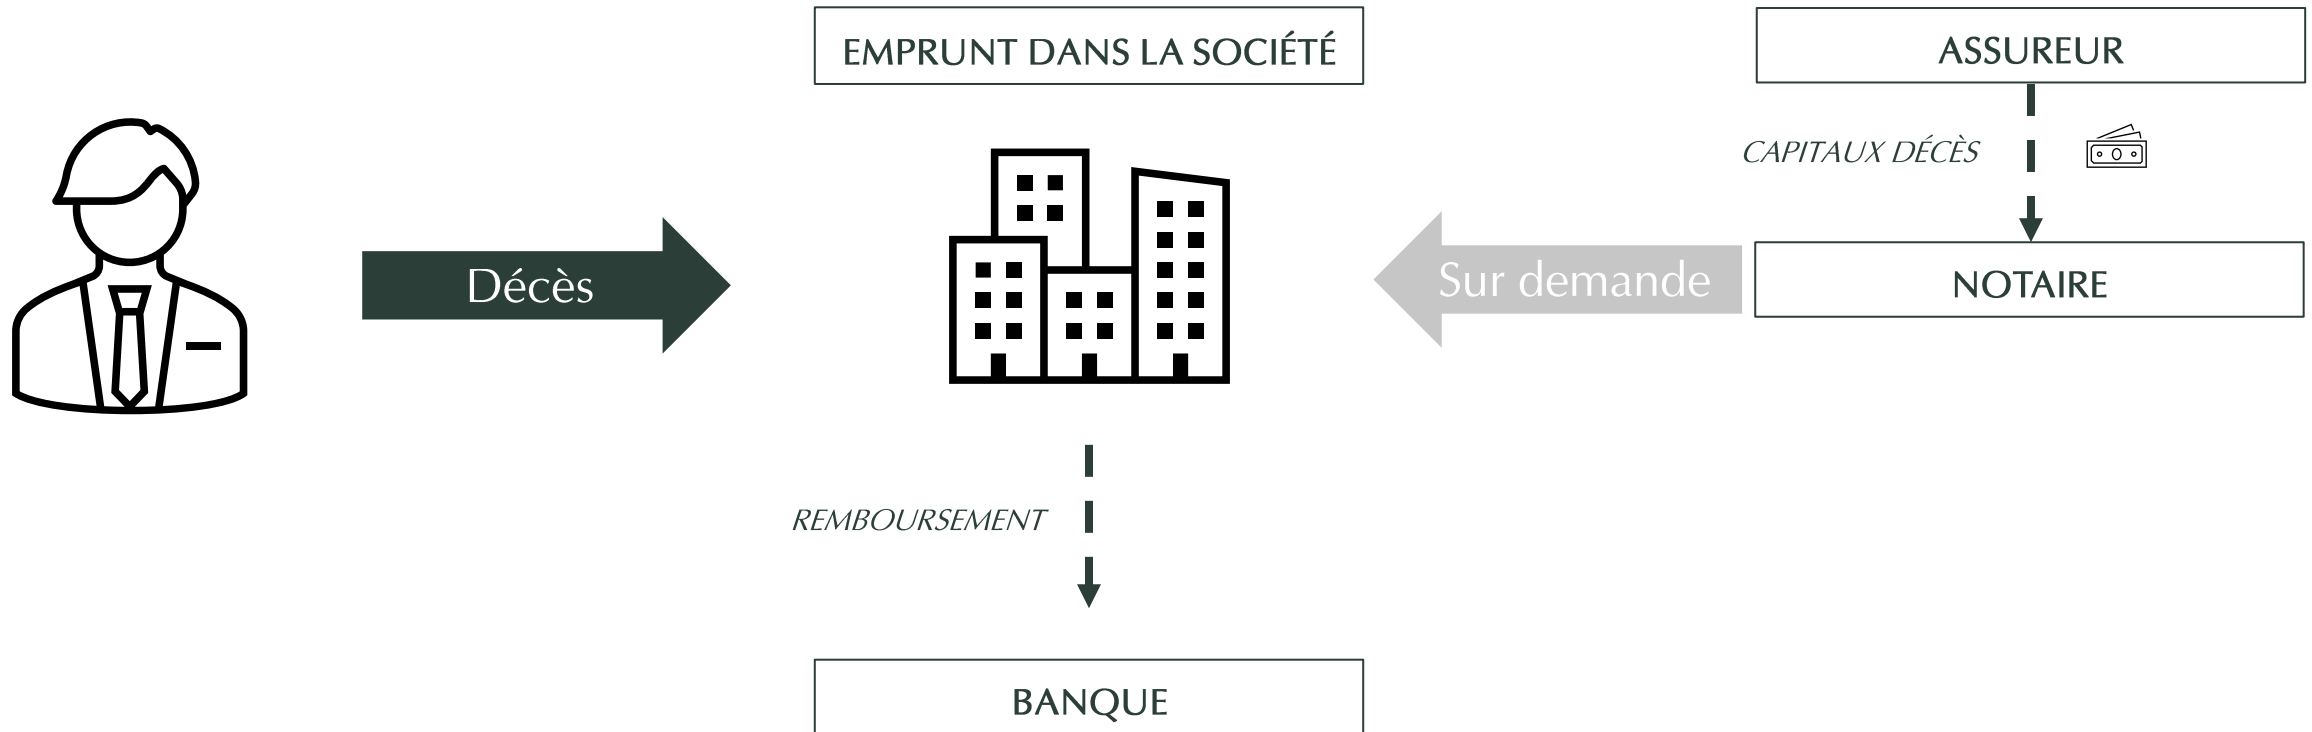 EMPRUNT DANS LA SOCIÉTÉ
ASSUREUR
CAPITAUX DÉCÈS
Décès
Sur demande
NOTAIRE
REMBOURSEMENT
BANQUE